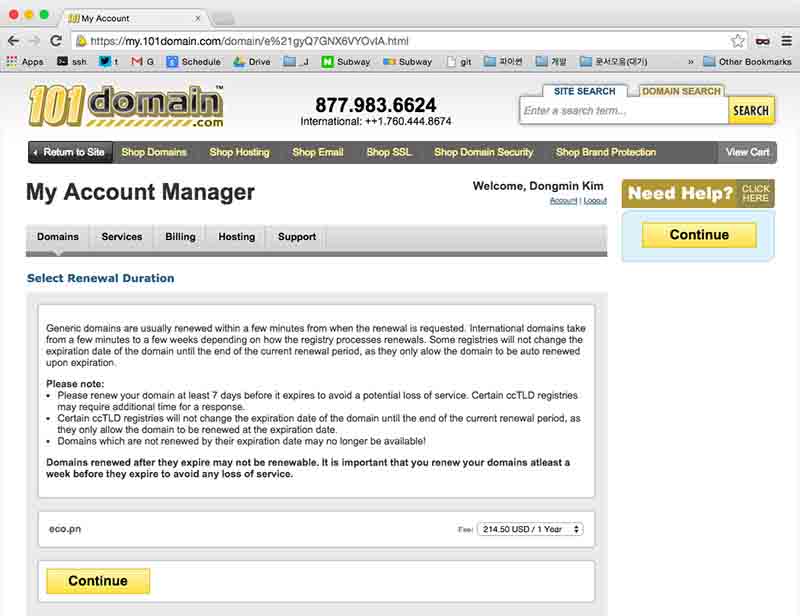 My Account
https://my.101domain.com/domain/e%21gyQ7GNX6VYOvIA.html
Apps ssh t G Schedule Drive _J Subway Subway git 파이썬 개발 문서모음(대기) » Other Bookmarks
101domain.com™
877.983.6624
International: ++1.760.444.8674
SITE SEARCH DOMAIN SEARCH
Enter a search term... SEARCH
Return to Site Shop Domains Shop Hosting Shop Email Shop SSL Shop Domain Security Shop Brand Protection View Cart
My Account Manager
Welcome, Dongmin Kim
Account | Logout
Need Help? CLICK HERE
Continue
Domains Services Billing Hosting Support
Select Renewal Duration
Generic domains are usually renewed within a few minutes from when the renewal is requested. International domains take
from a few minutes to a few weeks depending on how the registry processes renewals. Some registries will not change the
expiration date of the domain until the end of the current renewal period, as they only alow the domain to be auto renewed
upon expiration.
Please note:
• Please renew your domain at least 7 days before it expires to avoid a potential loss of service. Certain ccTLD registries
may require additional time for a response.
• Certain ccTLD registries will not change the expiration date of the domain until the end of the current renewal period, as
they only allow the domain to be renewed at the expiration date.
• Domains which are not renewed by their expiration date may no longer be available!
Domains renewed after they expire may not be renewable. It is important that you renew your domains atleast a
week before they expire to avoid any loss of service.
eco.pn Fee: 214.50 USD / 1 Year
Continue